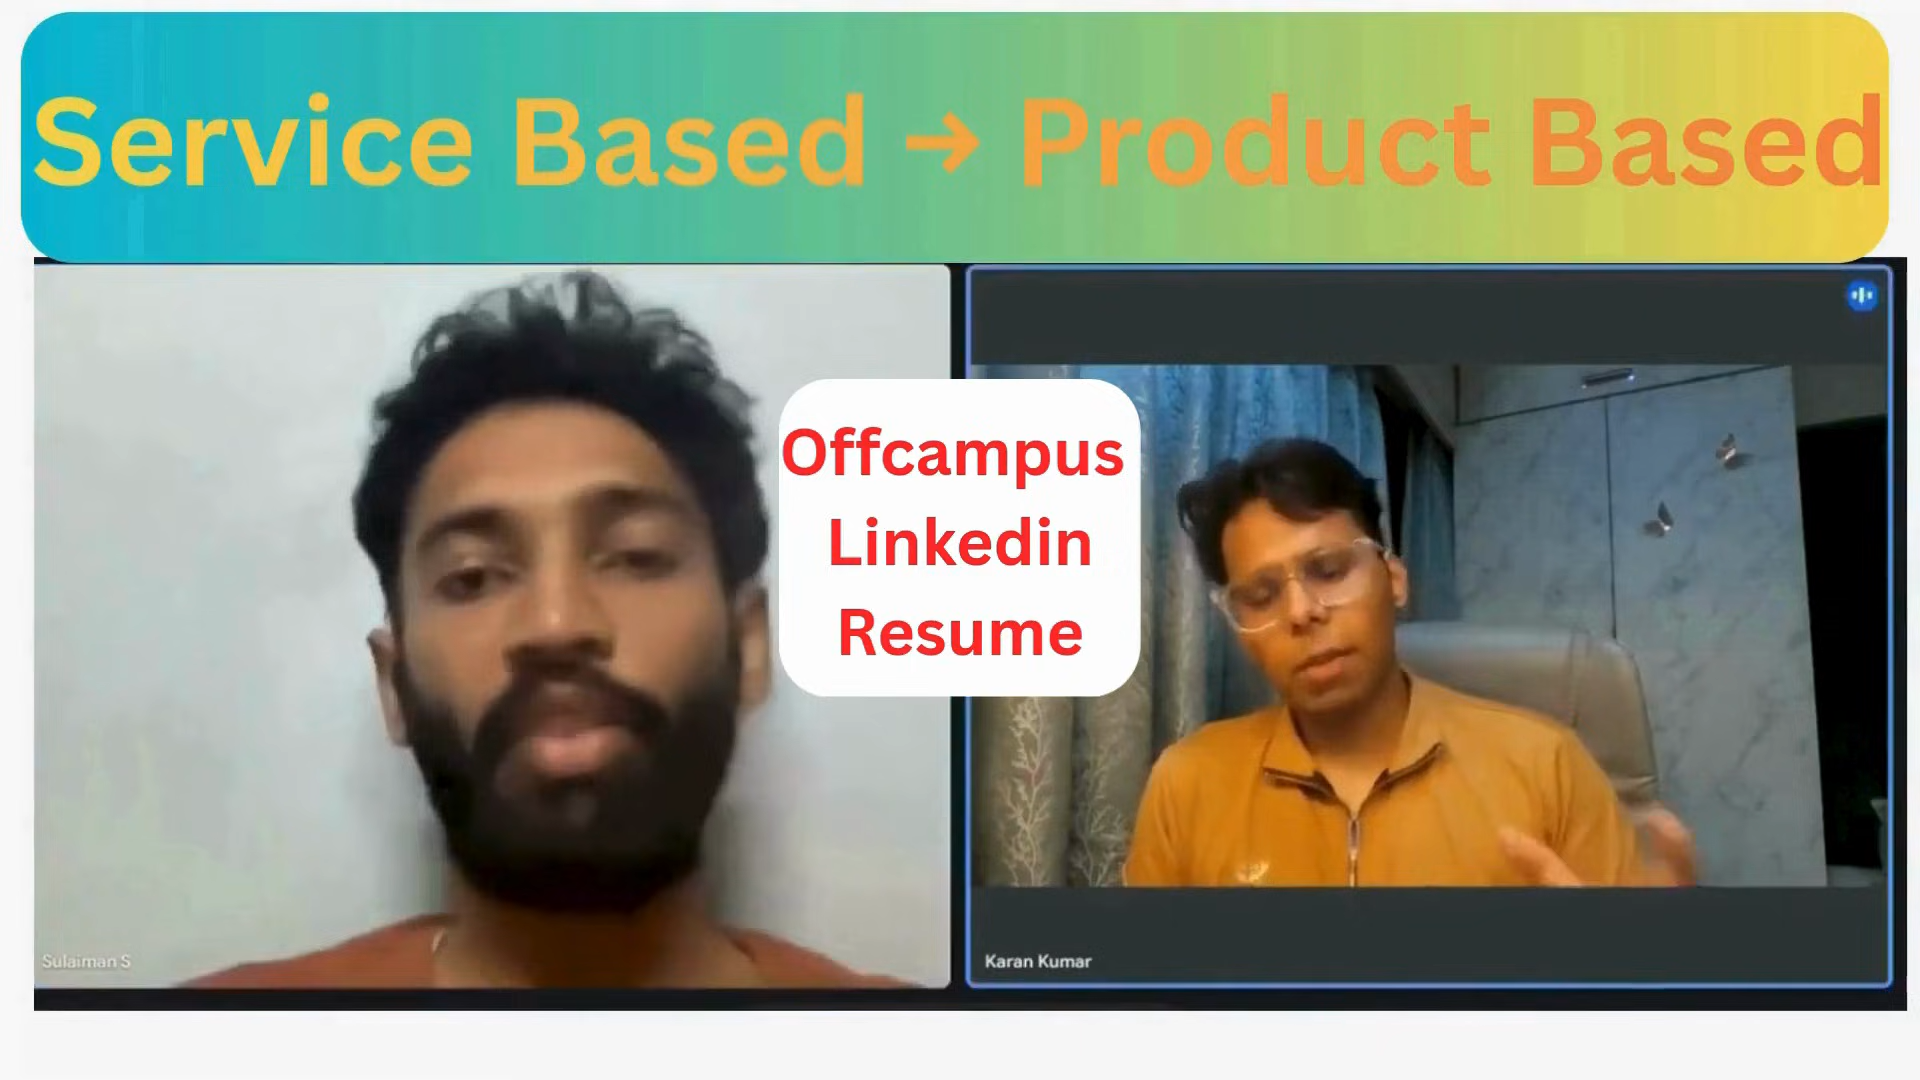 Service Based → Product Based
Offcampus
Linkedin
Resume
Sulaiman S
Karan Kumar